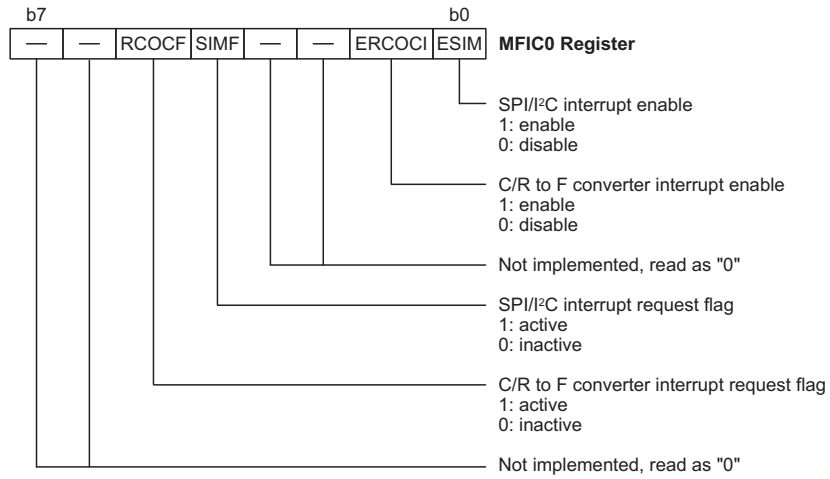 b7 b0
— — RCOCF SIMF — — ERCOCI ESIM MFIC0 Register
SPI/I²C interrupt enable
1: enable
0: disable
C/R to F converter interrupt enable
1: enable
0: disable
Not implemented, read as "0"
SPI/I²C interrupt request flag
1: active
0: inactive
C/R to F converter interrupt request flag
1: active
0: inactive
Not implemented, read as "0"